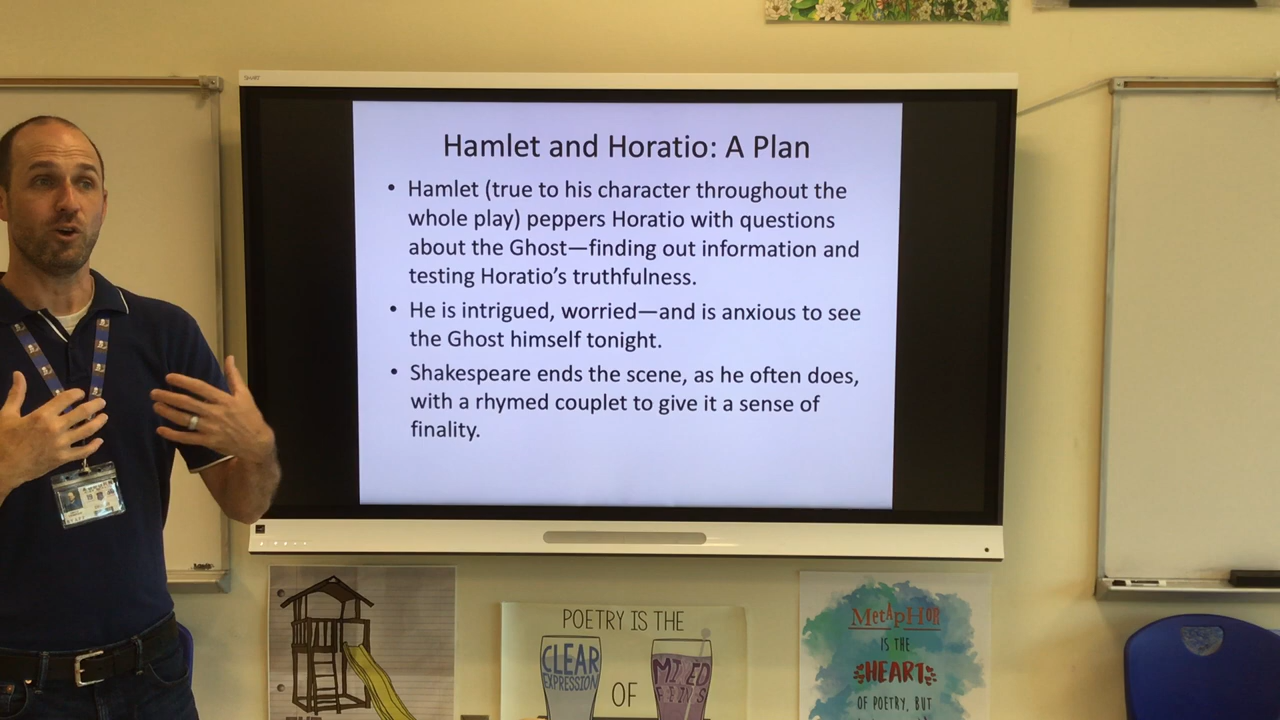 SMART
Hamlet and Horatio: A Plan
• Hamlet (true to his character throughout the
whole play) peppers Horatio with questions
about the Ghost—finding out information and
testing Horatio's truthfulness.
• He is intrigued, worried—and is anxious to see
the Ghost himself tonight.
• Shakespeare ends the scene, as he often does,
with a rhymed couplet to give it a sense of
finality.
POETRY IS THE
CLEAR
EXPRESSION
OF
MIXED
FEELINGS
MetApHOR
IS THE
HEART
OF POETRY, BUT